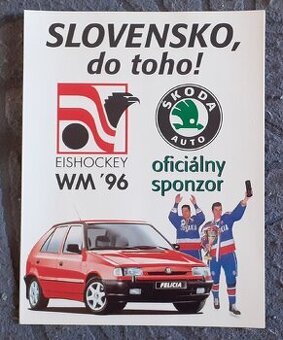 SLOVENSKO,
do toho!
EISHOCKEY
WM '96
ŠKODA
AUTO
oficiálny
sponzor
FELICIA